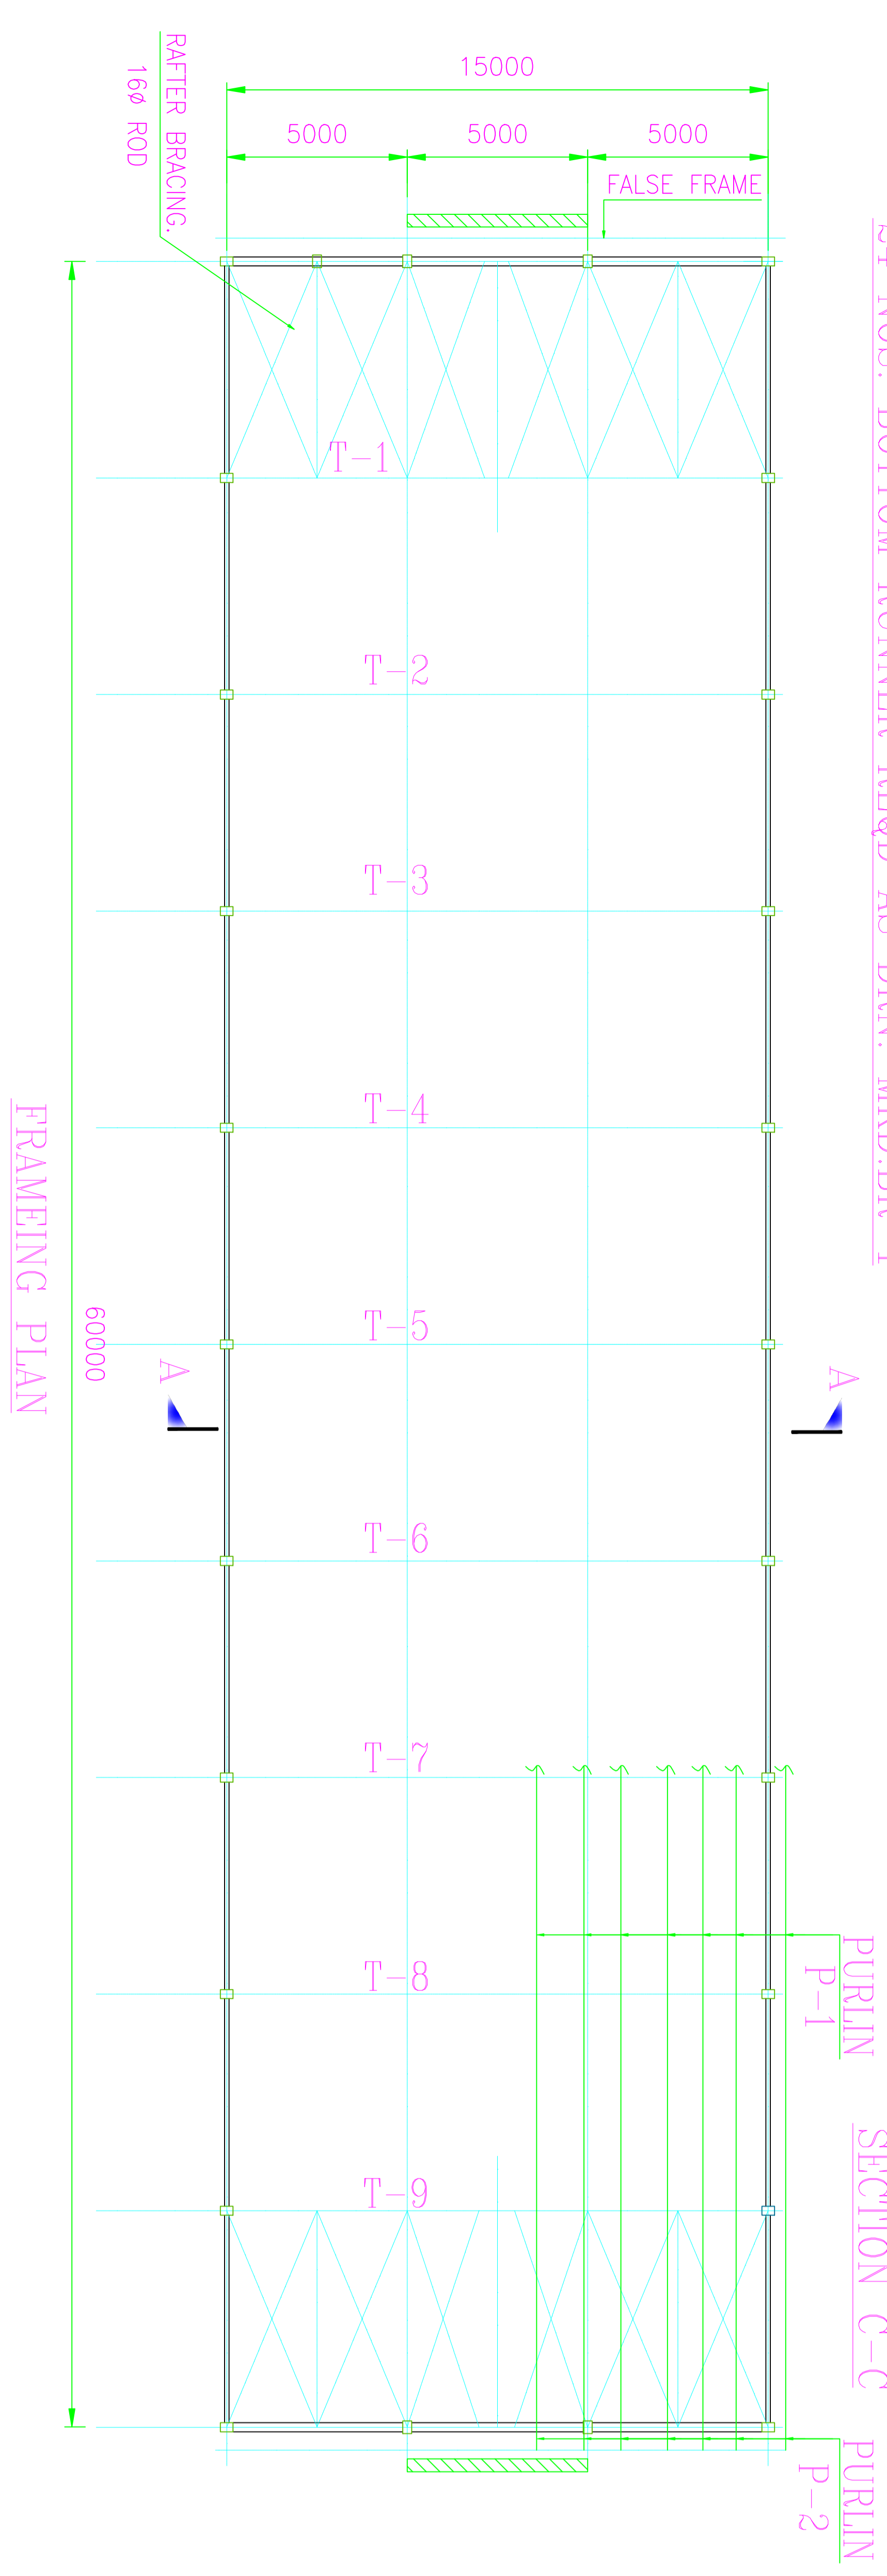 15000
5000
5000
5000
FALSE FRAME
RAFTER BRACING.
16ø ROD
T-1
T-2
T-3
T-4
T-5
T-6
T-7
T-8
T-9
60000
A
A
FRAMEING PLAN
PURLIN
P-1
SECTION C-C
PURLIN
P-2